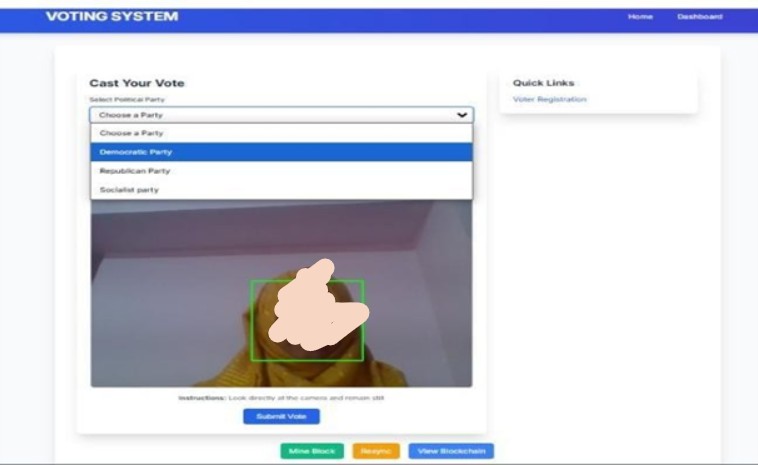 VOTING SYSTEM
Home Dashboard
Cast Your Vote
Select Political Party
Choose a Party
Choose a Party
Democratic Party
Republican Party
Socialist party
Quick Links
Voter Registration
Instructions: Look directly at the camera and remain still
Submit Vote
Mine Block Resync View Blockchain